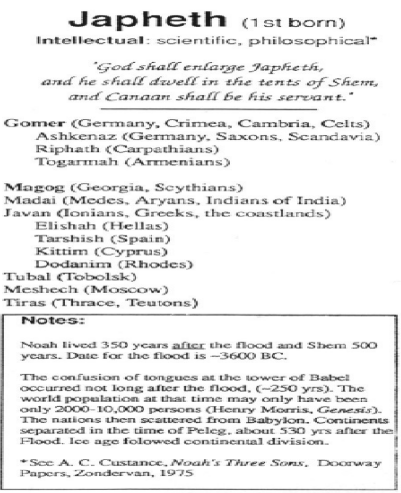 Japheth (1st born)
Intellectual: scientific, philosophical*
"God shall enlarge Japheth,
and he shall dwell in the tents of Shem,
and Canaan shall be his servant."
Gomer (Germany, Crimea, Cambria, Celts)
Ashkenaz (Germany, Saxons, Scandavia)
Riphath (Carpathians)
Togarmah (Armenians)
Magog (Georgia, Scythians)
Madai (Medes, Aryans, Indians of India)
Javan (Ionians, Greeks, the coastlands)
Elishah (Hellas)
Tarshish (Spain)
Kittim (Cyprus)
Dodanim (Rhodes)
Tubal (Tobolsk)
Meshech (Moscow)
Tiras (Thrace, Teutons)
Notes:
Noah lived 350 years after the flood and Shem 500
years. Date for the flood is ~3600 BC.
The confusion of tongues at the tower of Babel
occurred not long after the flood, (~250 yrs). The
world population at that time may only have been
only 2000-10,000 persons (Henry Morris, Genesis).
The nations then scattered from Babylon. Continents
separated in the time of Peleg, about 530 yrs after the
Flood. Ice age folowed continental division.
*See A. C. Custance, Noah's Three Sons, Doorway
Papers, Zondervan, 1975